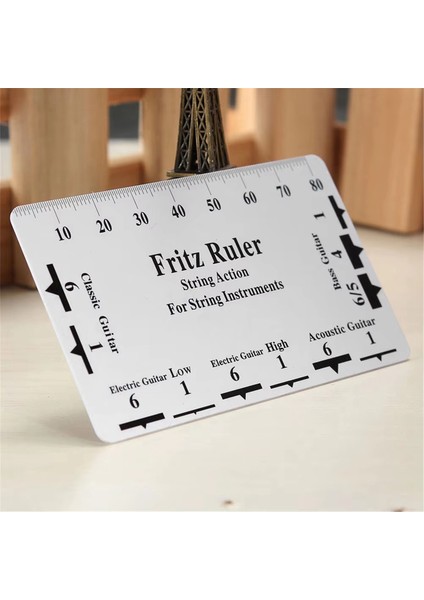 10 20 30 40 50 60 70 80
Fritz Ruler
String Action
For String Instruments
Classic Guitar
6 1
Bass Guitar
1 4 6/5
Electric Guitar Low
6 1
Electric Guitar High
6 1
Acoustic Guitar
6 1